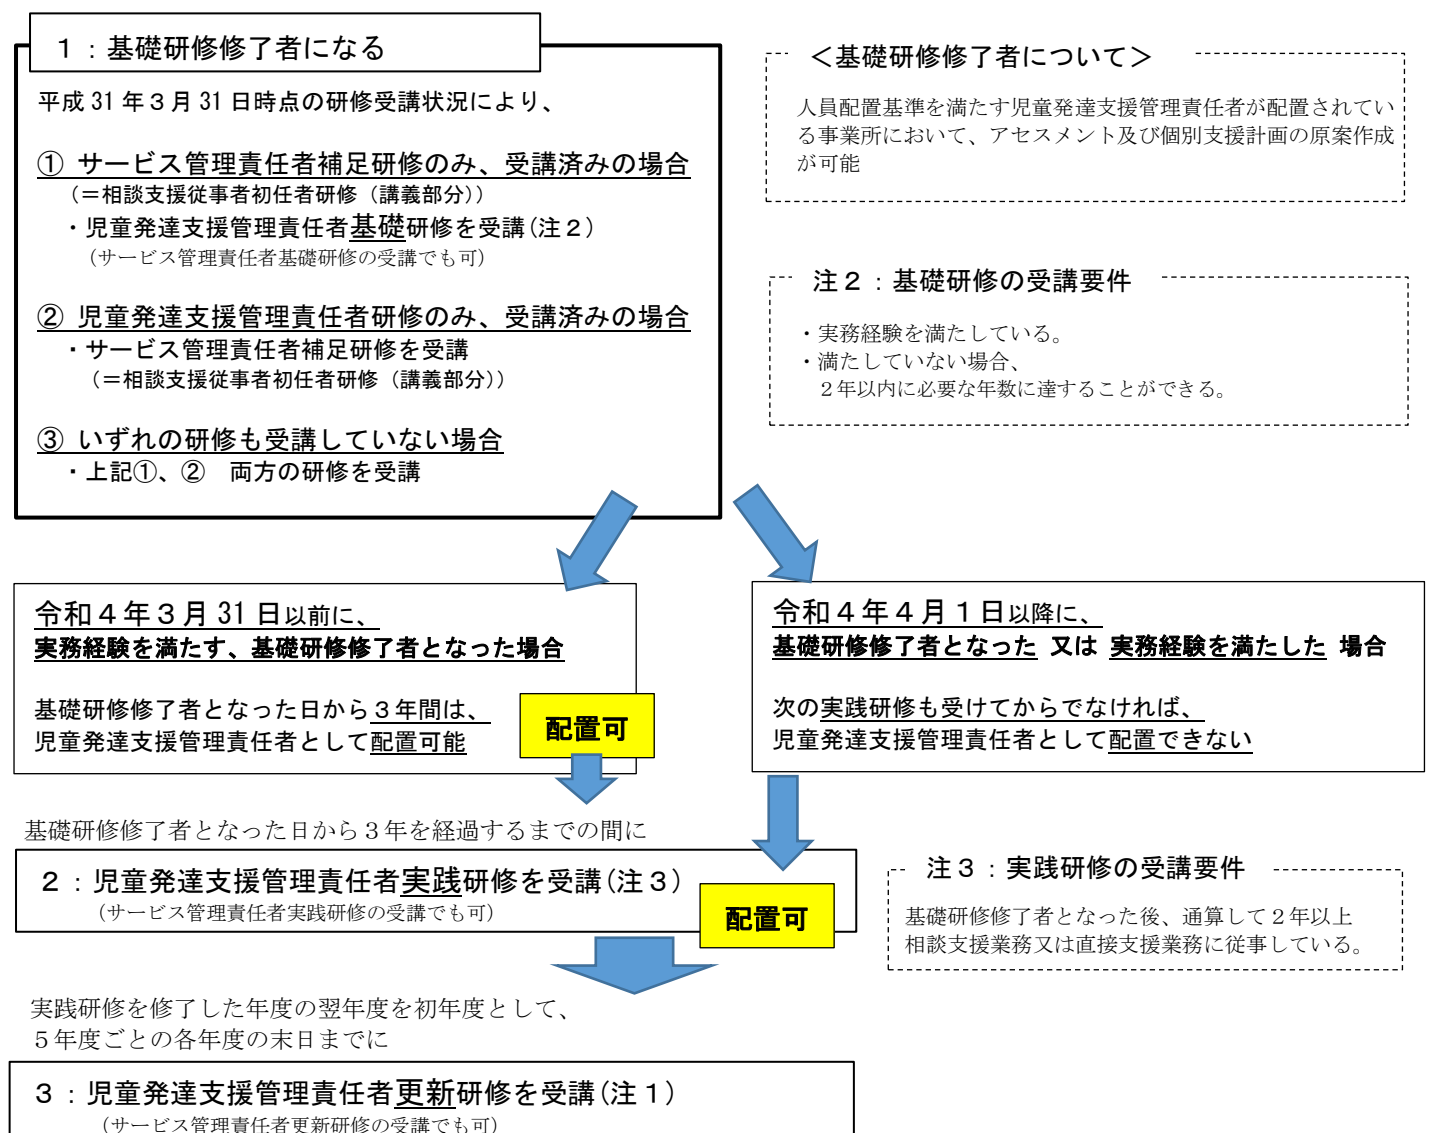 １：基礎研修修了者になる
平成31年３月31日時点の研修受講状況により、
① サービス管理責任者補足研修のみ、受講済みの場合
（＝相談支援従事者初任者研修（講義部分））
・児童発達支援管理責任者基礎研修を受講(注２)
（サービス管理責任者基礎研修の受講でも可）
② 児童発達支援管理責任者研修のみ、受講済みの場合
・サービス管理責任者補足研修を受講
（＝相談支援従事者初任者研修（講義部分））
③ いずれの研修も受講していない場合
・上記①、②　両方の研修を受講
＜基礎研修修了者について＞
人員配置基準を満たす児童発達支援管理責任者が配置されてい
る事業所において、アセスメント及び個別支援計画の原案作成
が可能
注２：基礎研修の受講要件
・実務経験を満たしている。
・満たしていない場合、
２年以内に必要な年数に達することができる。
令和４年３月31日以前に、
実務経験を満たす、基礎研修修了者となった場合
基礎研修修了者となった日から３年間は、
児童発達支援管理責任者として配置可能
配置可
令和４年４月１日以降に、
基礎研修修了者となった 又は 実務経験を満たした 場合
次の実践研修も受けてからでなければ、
児童発達支援管理責任者として配置できない
基礎研修修了者となった日から３年を経過するまでの間に
２：児童発達支援管理責任者実践研修を受講(注３)
（サービス管理責任者実践研修の受講でも可）
配置可
注３：実践研修の受講要件
基礎研修修了者となった後、通算して２年以上
相談支援業務又は直接支援業務に従事している。
実践研修を修了した年度の翌年度を初年度として、
５年度ごとの各年度の末日までに
３：児童発達支援管理責任者更新研修を受講(注１)
（サービス管理責任者更新研修の受講でも可）